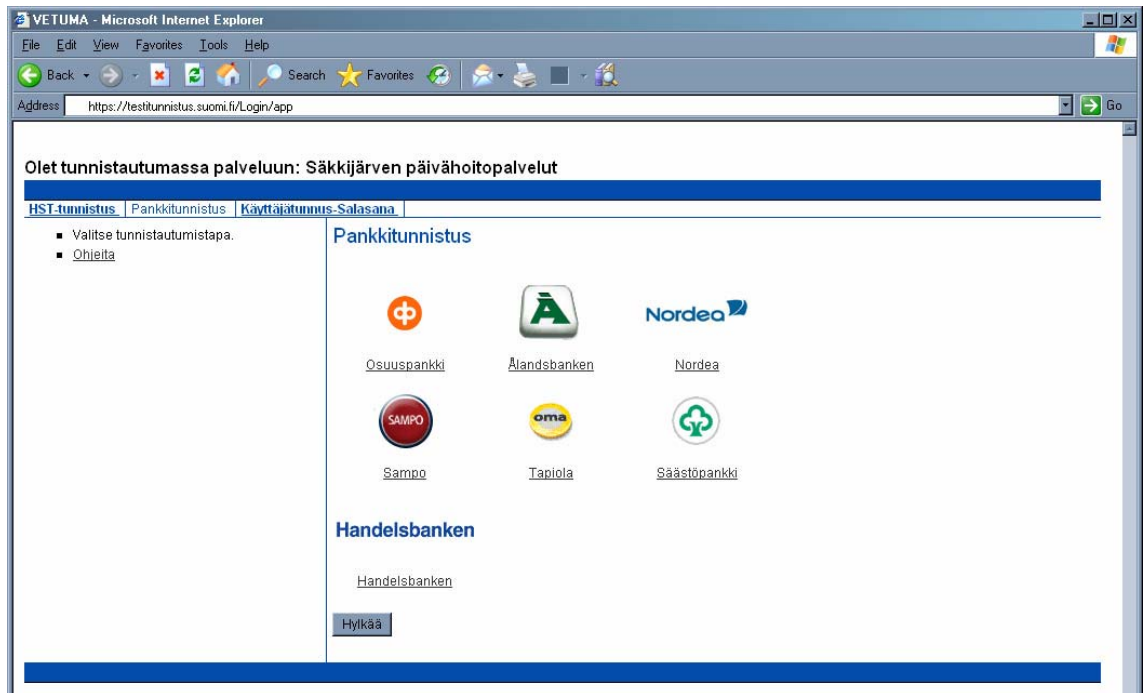 VETUMA - Microsoft Internet Explorer
File Edit View Favorites Tools Help
Back Search Favorites
Address https://testitunnistus.suomi.fi/Login/app Go
Olet tunnistautumassa palveluun: Säkkijärven päivähoitopalvelut
HST-tunnistus Pankkitunnistus Käyttäjätunnus-Salasana
Valitse tunnistautumistapa.
Ohjeita
Pankkitunnistus
Nordea
Osuuspankki Ålandsbanken Nordea
SAMPO oma
Sampo Tapiola Säästöpankki
Handelsbanken
Handelsbanken
Hylkää